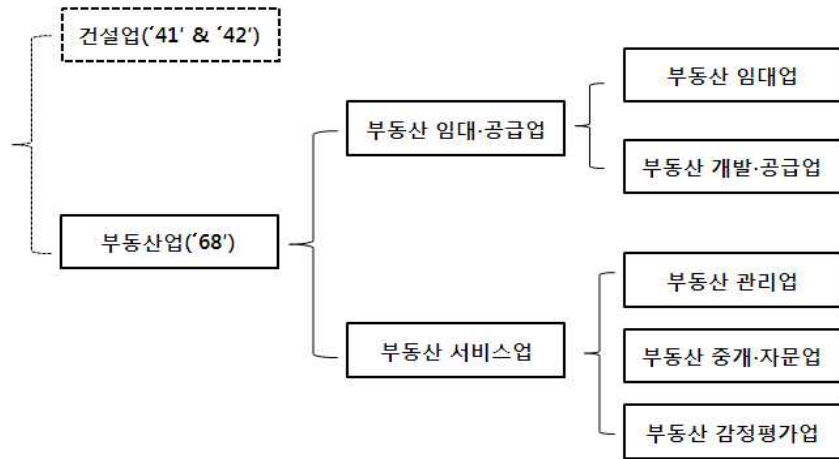 건설업(´41′ & ´42′)
부동산 임대업
부동산 임대·공급업
부동산 개발·공급업
부동산업(´68′)
부동산 관리업
부동산 서비스업
부동산 중개·자문업
부동산 감정평가업